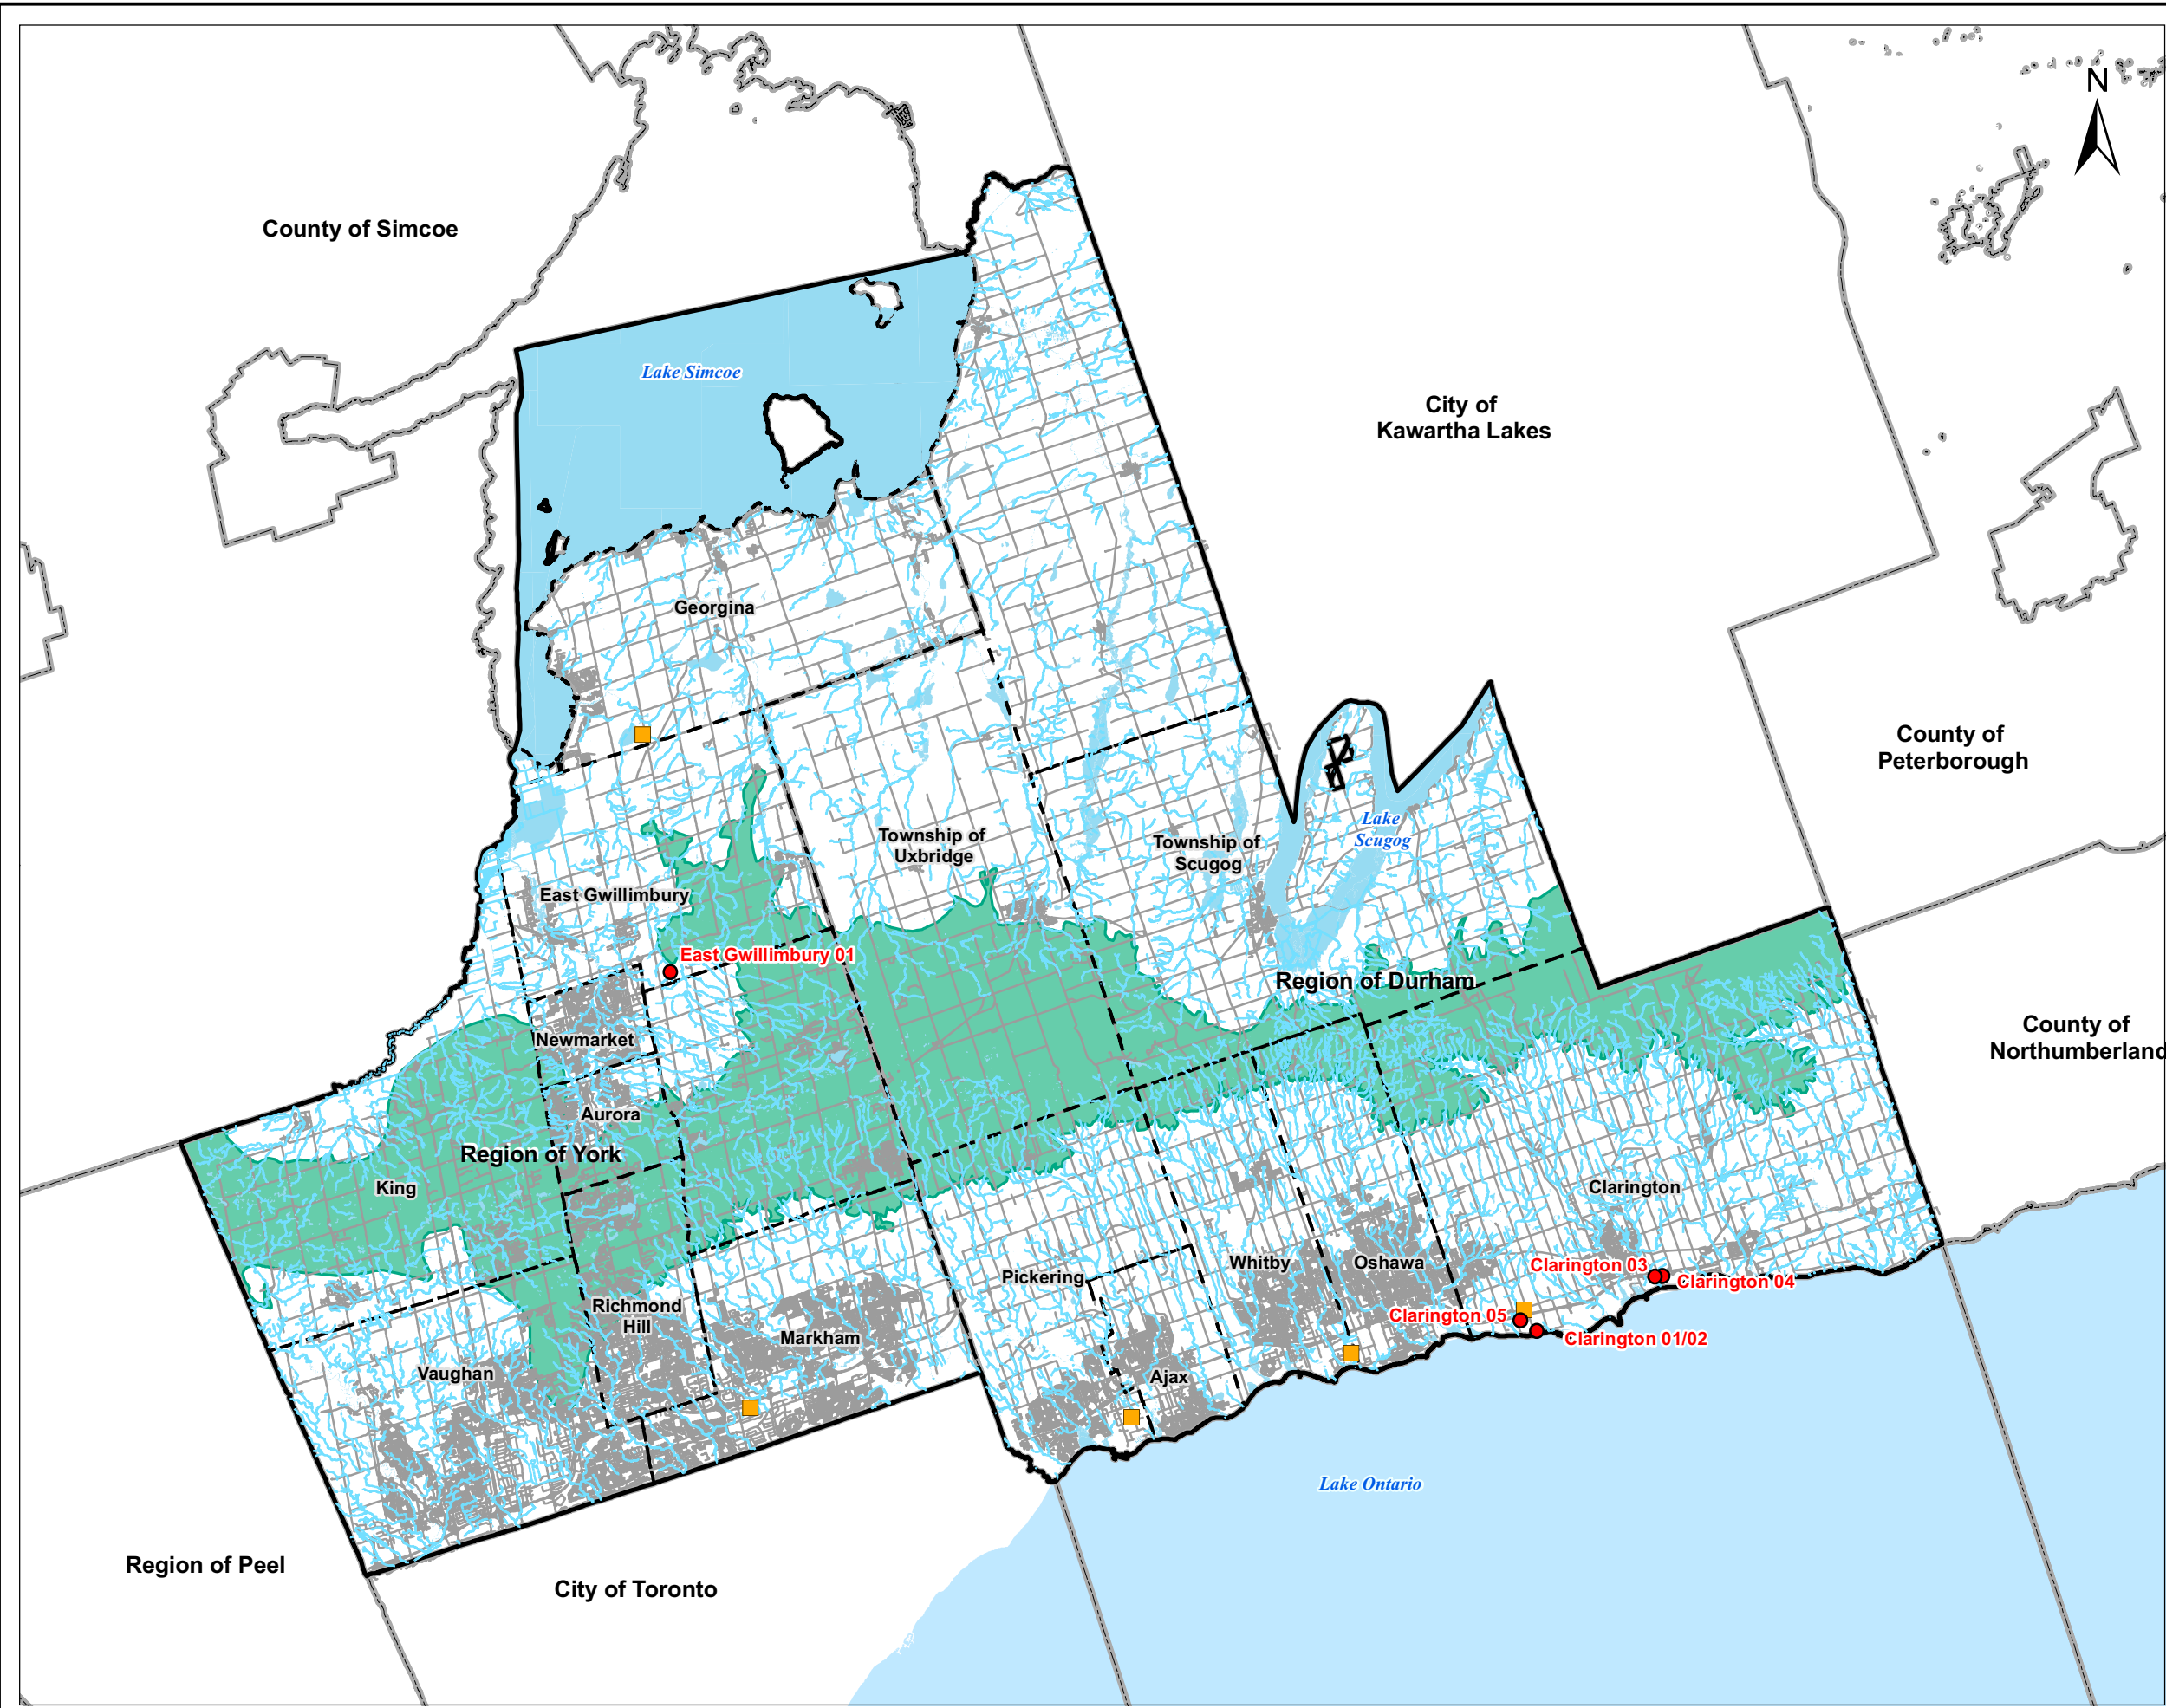 N
County of Simcoe
Lake Simcoe
City of
Kawartha Lakes
Georgina
County of
Peterborough
Lake
Scugog
Township of
Uxbridge
Township of
Scugog
East Gwillimbury
East Gwillimbury 01
Region of Durham
County of
Northumberland
Newmarket
Aurora
Region of York
King
Clarington
Pickering
Whitby
Oshawa
Clarington 03
Clarington 04
Richmond
Hill
Markham
Clarington 05
Clarington 01/02
Vaughan
Ajax
Lake Ontario
Region of Peel
City of Toronto